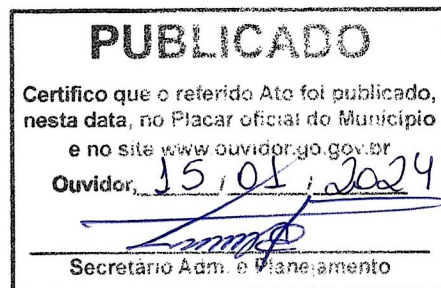 PUBLICADO
Certifico que o referido Ato foi publicado,
nesta data, no Placar oficial do Município
e no site www.ouvidor.go.gov.br
Ouvidor, 15 / 01 / 2024
Secretário Adm. e Planejamento